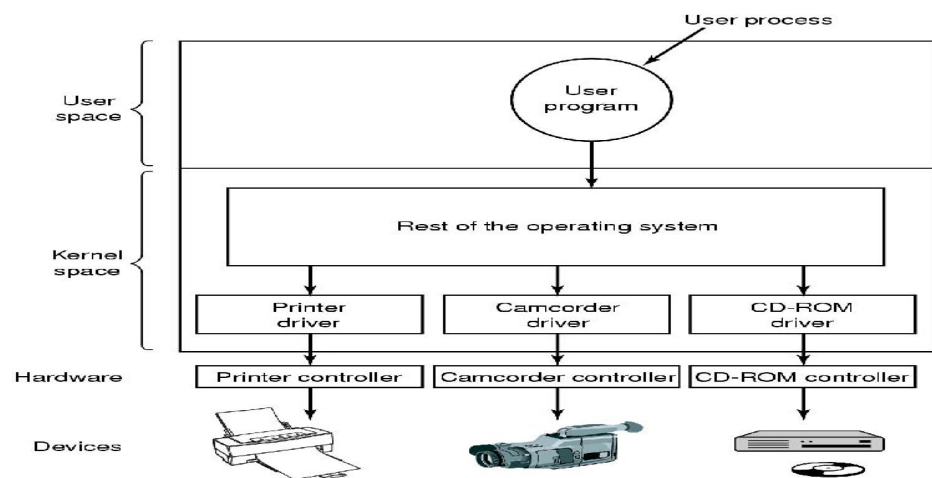 User process
User
space
User
program
Kernel
space
Rest of the operating system
Printer
driver
Camcorder
driver
CD-ROM
driver
Hardware
Printer controller
Camcorder controller
CD-ROM controller
Devices